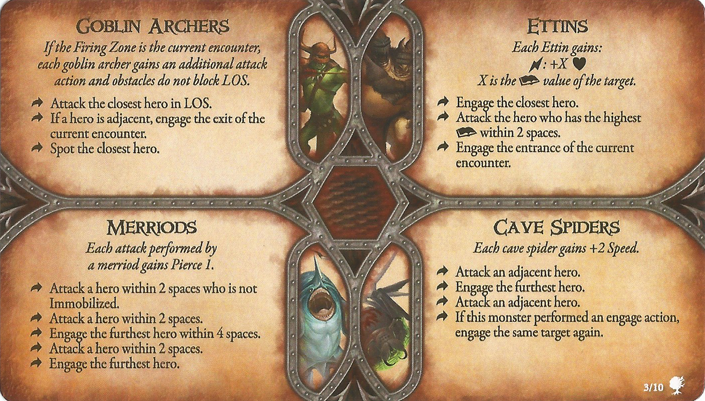 GOBLIN ARCHERS
If the Firing Zone is the current encounter,
each goblin archer gains an additional attack
action and obstacles do not block LOS.
Attack the closest hero in LOS.
If a hero is adjacent, engage the exit of the
current encounter.
Spot the closest hero.
ETTINS
Each Ettin gains:
: +X
X is the value of the target.
Engage the closest hero.
Attack the hero who has the highest
within 2 spaces.
Engage the entrance of the current
encounter.
MERRIODS
Each attack performed by
a merriod gains Pierce 1.
Attack a hero within 2 spaces who is not
Immobilized.
Attack a hero within 2 spaces.
Engage the furthest hero within 4 spaces.
Attack a hero within 2 spaces.
Engage the furthest hero.
CAVE SPIDERS
Each cave spider gains +2 Speed.
Attack an adjacent hero.
Engage the furthest hero.
Attack an adjacent hero.
If this monster performed an engage action,
engage the same target again.
3/10